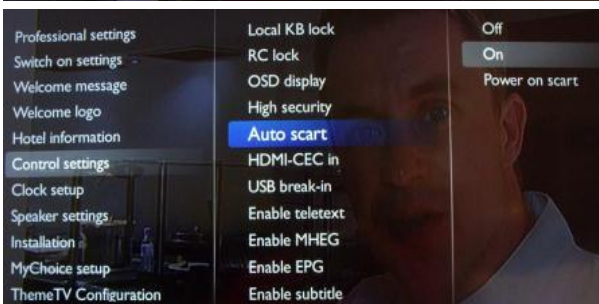 Professional settings
Switch on settings
Welcome message
Welcome logo
Hotel information
Control settings
Clock setup
Speaker settings
Installation
MyChoice setup
ThemeTV Configuration
Local KB lock
RC lock
OSD display
High security
Auto scart
HDMI-CEC in
USB break-in
Enable teletext
Enable MHEG
Enable EPG
Enable subtitle
Off
On
Power on scart